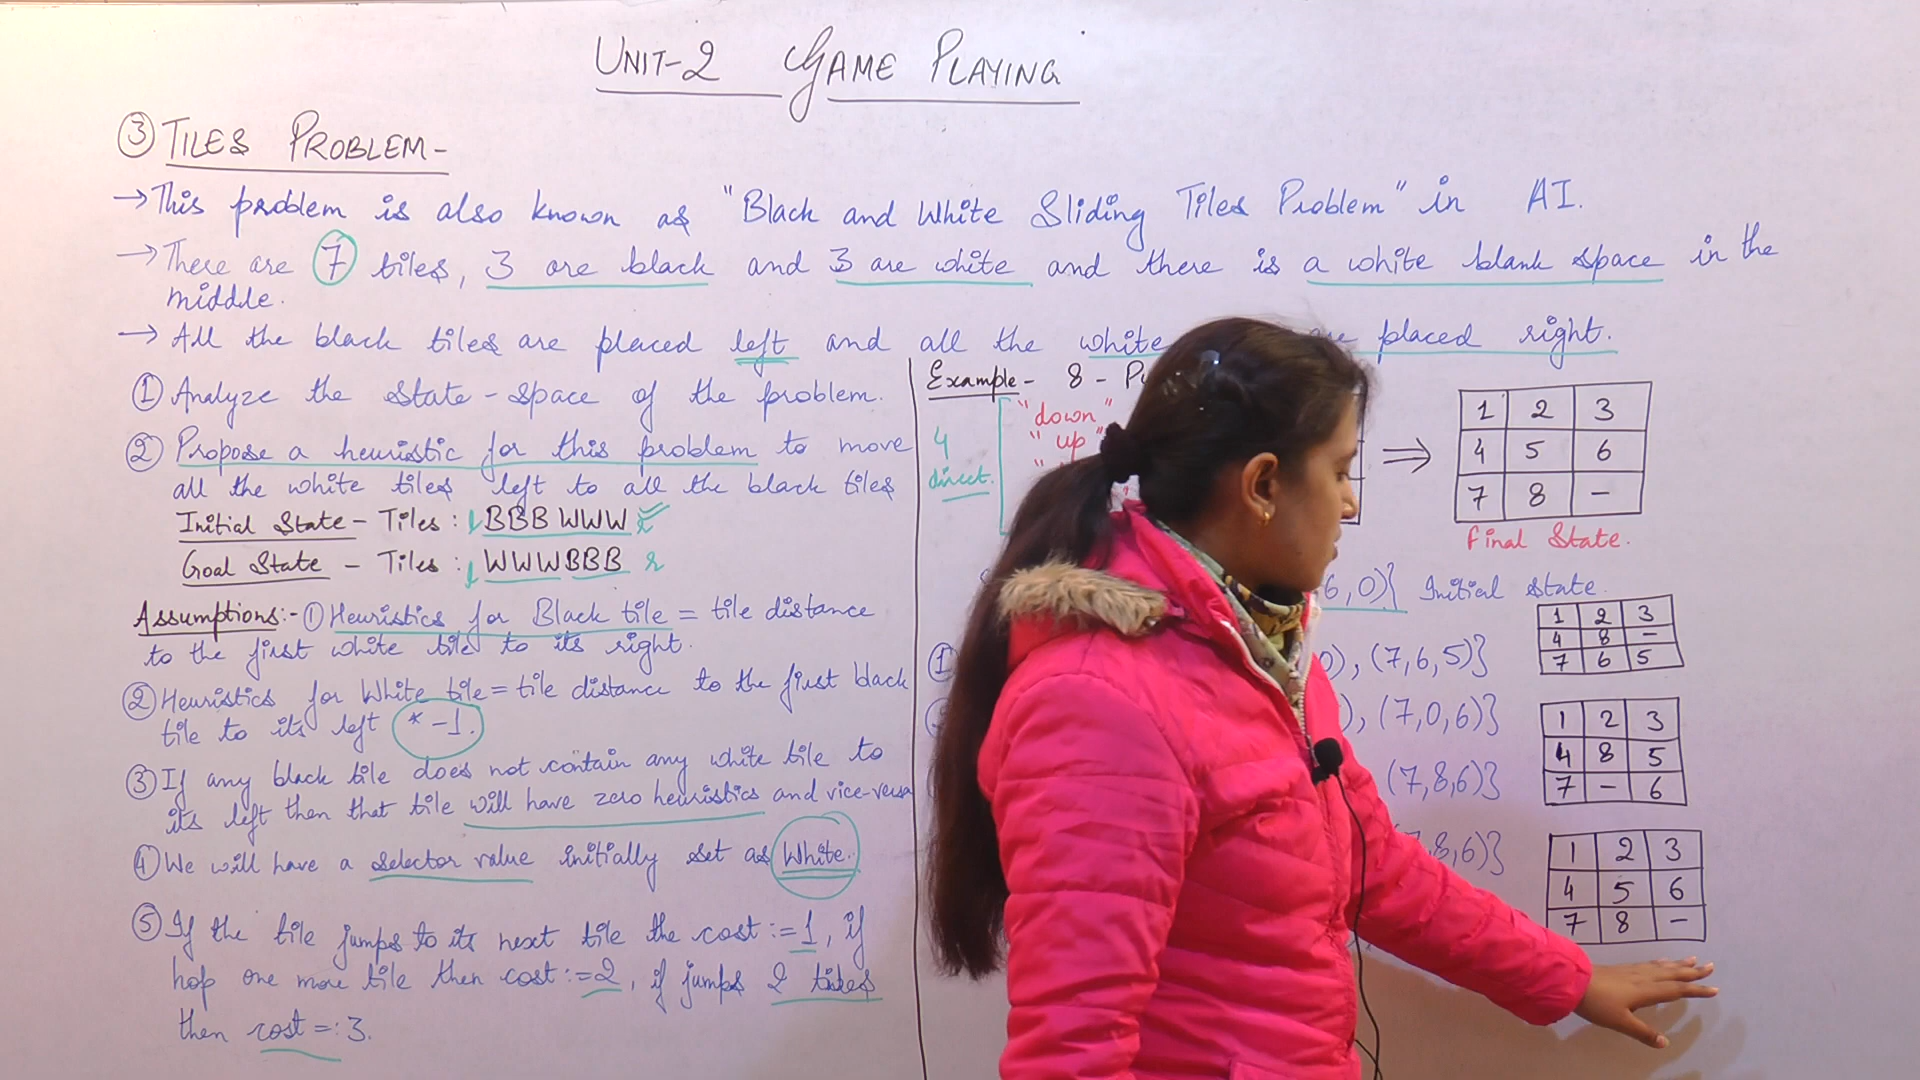 UNIT-2 GAME PLAYING
③ TILES PROBLEM-
→ This problem is also known as "Black and White Sliding Tiles Problem" in AI.
→ There are 7 tiles, 3 are black and 3 are white and there is a white blank space in the
middle.
→ All the black tiles are placed left and all the white placed right.
① Analyze the state-space of the problem.
② Propose a heuristic for this problem to move
all the white tiles left to all the black tiles
Initial State - Tiles : l BBB WWW r
Goal State - Tiles : l WWWBBB r
Assumptions:- ① Heuristics for Black tile = tile distance
to the first white tile to its right.
② Heuristics for White tile = tile distance to the first black
tile to its left * -1.
③ If any black tile does not contain any white tile to
its left then that tile will have zero heuristics and vice-versa
④ We will have a selector value initially set as White.
⑤ If the tile jumps to its next tile the cost := 1, if
hop one more tile then cost := 2, if jumps 2 tiles
then cost =: 3.
Example - 8 -
4
direct.
"down"
"up"
⇒
1 2 3
4 5 6
7 8 -
Final State.
6,0)} Initial state
1 2 3
4 8 -
7 6 5
①
0), (7,6,5)}
), (7,0,6)}
1 2 3
4 8 5
7 - 6
(7,8,6)}
,8,6)}
1 2 3
4 5 6
7 8 -